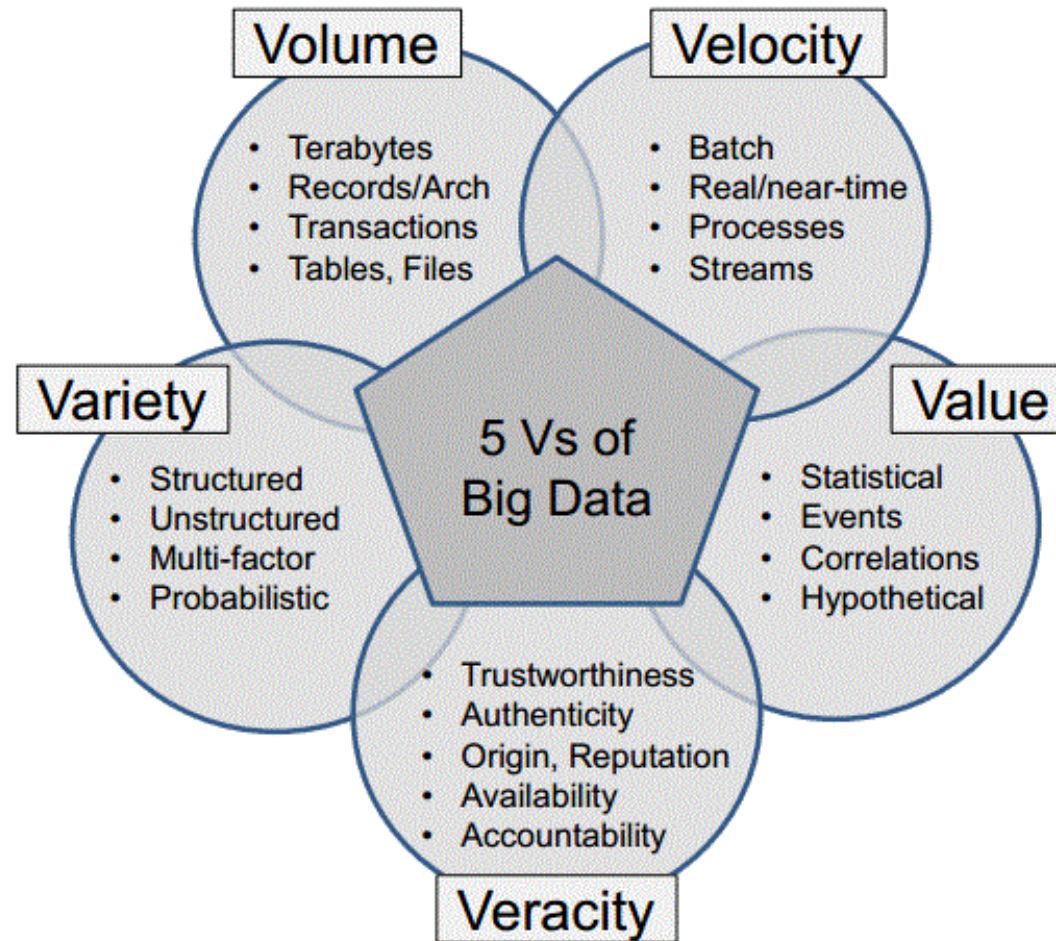 Volume
• Terabytes
• Records/Arch
• Transactions
• Tables, Files
Velocity
• Batch
• Real/near-time
• Processes
• Streams
Variety
• Structured
• Unstructured
• Multi-factor
• Probabilistic
5 Vs of
Big Data
Value
• Statistical
• Events
• Correlations
• Hypothetical
• Trustworthiness
• Authenticity
• Origin, Reputation
• Availability
• Accountability
Veracity